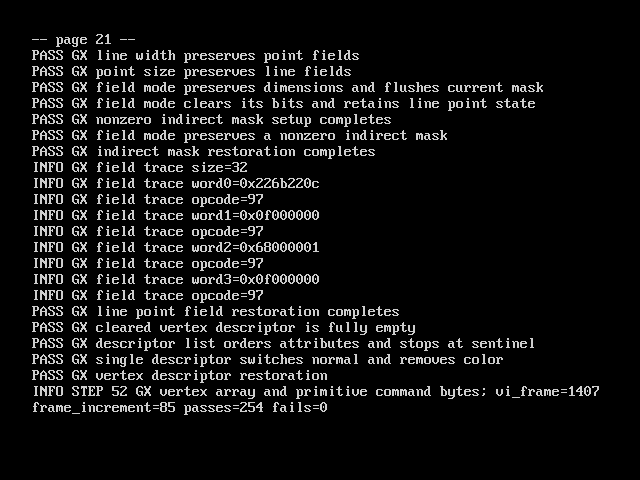 -- page 21 --
PASS GX line width preserves point fields
PASS GX point size preserves line fields
PASS GX field mode preserves dimensions and flushes current mask
PASS GX field mode clears its bits and retains line point state
PASS GX nonzero indirect mask setup completes
PASS GX field mode preserves a nonzero indirect mask
PASS GX indirect mask restoration completes
INFO GX field trace size=32
INFO GX field trace word0=0x226b220c
INFO GX field trace opcode=97
INFO GX field trace word1=0x0f000000
INFO GX field trace opcode=97
INFO GX field trace word2=0x68000001
INFO GX field trace opcode=97
INFO GX field trace word3=0x0f000000
INFO GX field trace opcode=97
PASS GX line point field restoration completes
PASS GX cleared vertex descriptor is fully empty
PASS GX descriptor list orders attributes and stops at sentinel
PASS GX single descriptor switches normal and removes color
PASS GX vertex descriptor restoration
INFO STEP 52 GX vertex array and primitive command bytes; vi_frame=1407
frame_increment=85 passes=254 fails=0